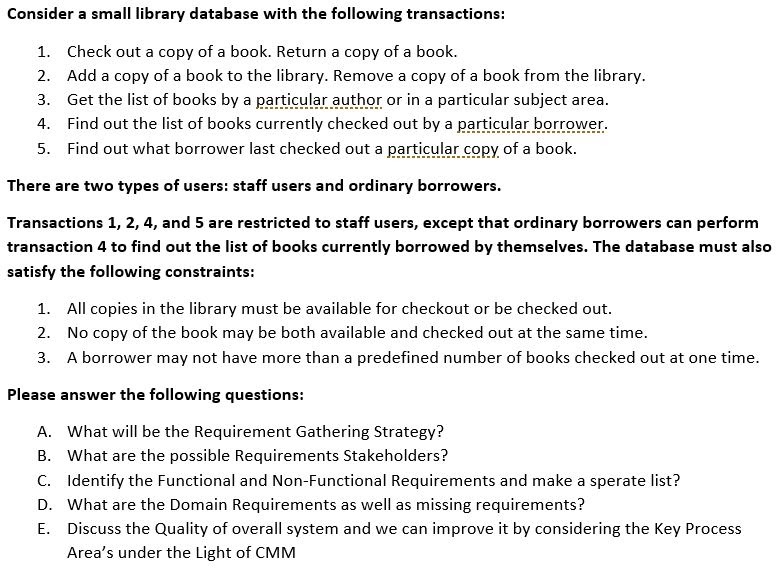 Consider a small library database with the following transactions:
1. Check out a copy of a book. Return a copy of a book.
2. Add a copy of a book to the library. Remove a copy of a book from the library.
3. Get the list of books by a particular author or in a particular subject area.
4. Find out the list of books currently checked out by a particular borrower.
5. Find out what borrower last checked out a particular copy of a book.
There are two types of users: staff users and ordinary borrowers.
Transactions 1, 2, 4, and 5 are restricted to staff users, except that ordinary borrowers can perform
transaction 4 to find out the list of books currently borrowed by themselves. The database must also
satisfy the following constraints:
1. All copies in the library must be available for checkout or be checked out.
2. No copy of the book may be both available and checked out at the same time.
3. A borrower may not have more than a predefined number of books checked out at one time.
Please answer the following questions:
A. What will be the Requirement Gathering Strategy?
B. What are the possible Requirements Stakeholders?
C. Identify the Functional and Non-Functional Requirements and make a sperate list?
D. What are the Domain Requirements as well as missing requirements?
E. Discuss the Quality of overall system and we can improve it by considering the Key Process
Area's under the Light of CMM